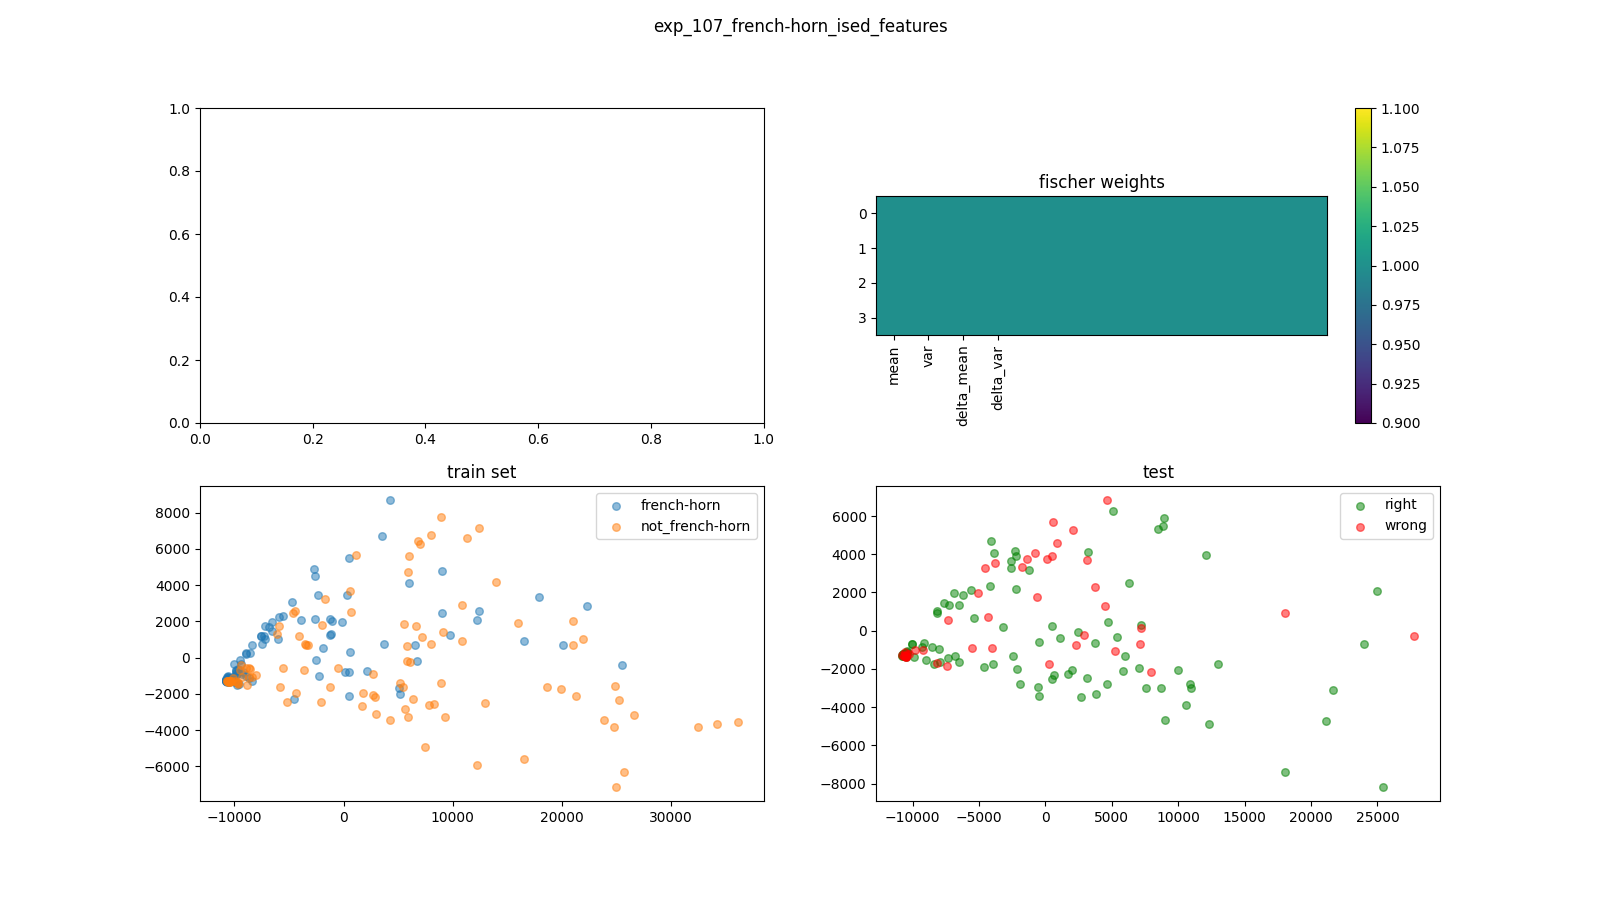 exp_107_french-horn_ised_features
1.0
0.8
0.6
0.4
0.2
0.0
0.0 0.2 0.4 0.6 0.8 1.0
fischer weights
0
1
2
3
mean var delta_mean delta_var
1.100
1.075
1.050
1.025
1.000
0.975
0.950
0.925
0.900
train set
french-horn
not_french-horn
8000
6000
4000
2000
0
−2000
−4000
−6000
−10000 0 10000 20000 30000
test
right
wrong
6000
4000
2000
0
−2000
−4000
−6000
−8000
−10000 −5000 0 5000 10000 15000 20000 25000